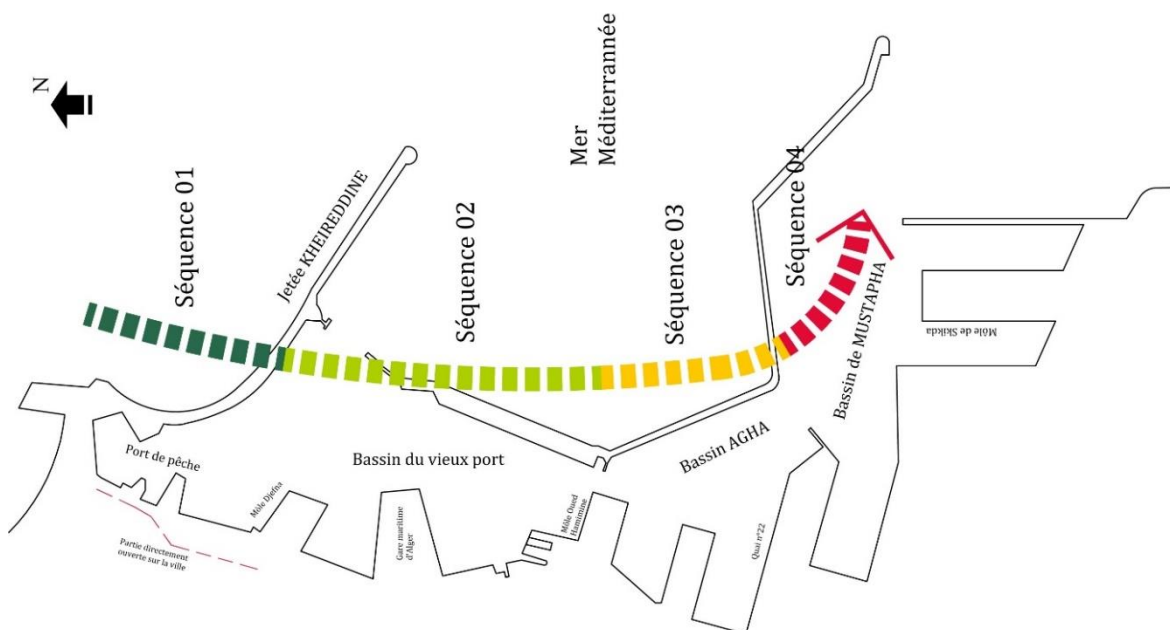 N
Mer
Méditerrannée
Séquence 01
Jetée KHEIREDDINE
Séquence 02
Séquence 03
Séquence 04
Bassin de MUSTAPHA
Môle de Skikda
Port de pêche
Bassin du vieux port
Bassin AGHA
Môle Djefna
Gare maritime
d'Alger
Môle Oued
Hamimine
Quai n°22
Partie directement
ouverte sur la ville